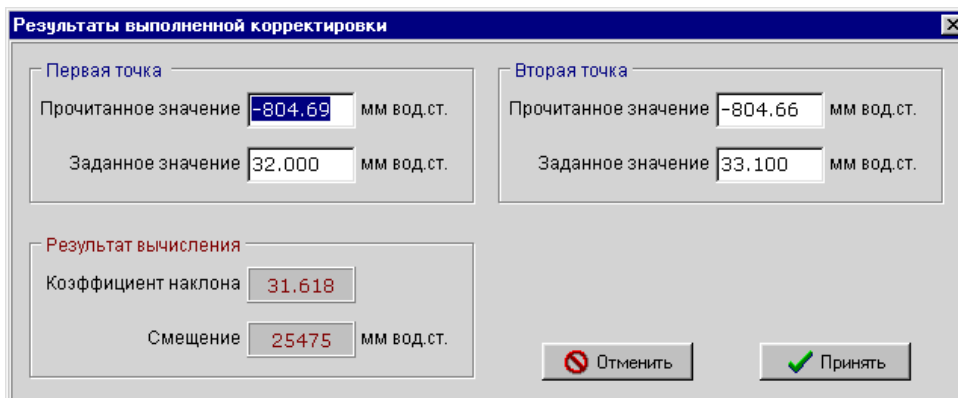 Результаты выполненной корректировки
Первая точка
Прочитанное значение -804.69 мм вод.ст.
Заданное значение 32.000 мм вод.ст.
Вторая точка
Прочитанное значение -804.66 мм вод.ст.
Заданное значение 33.100 мм вод.ст.
Результат вычисления
Коэффициент наклона 31.618
Смещение 25475 мм вод.ст.
Отменить
Принять